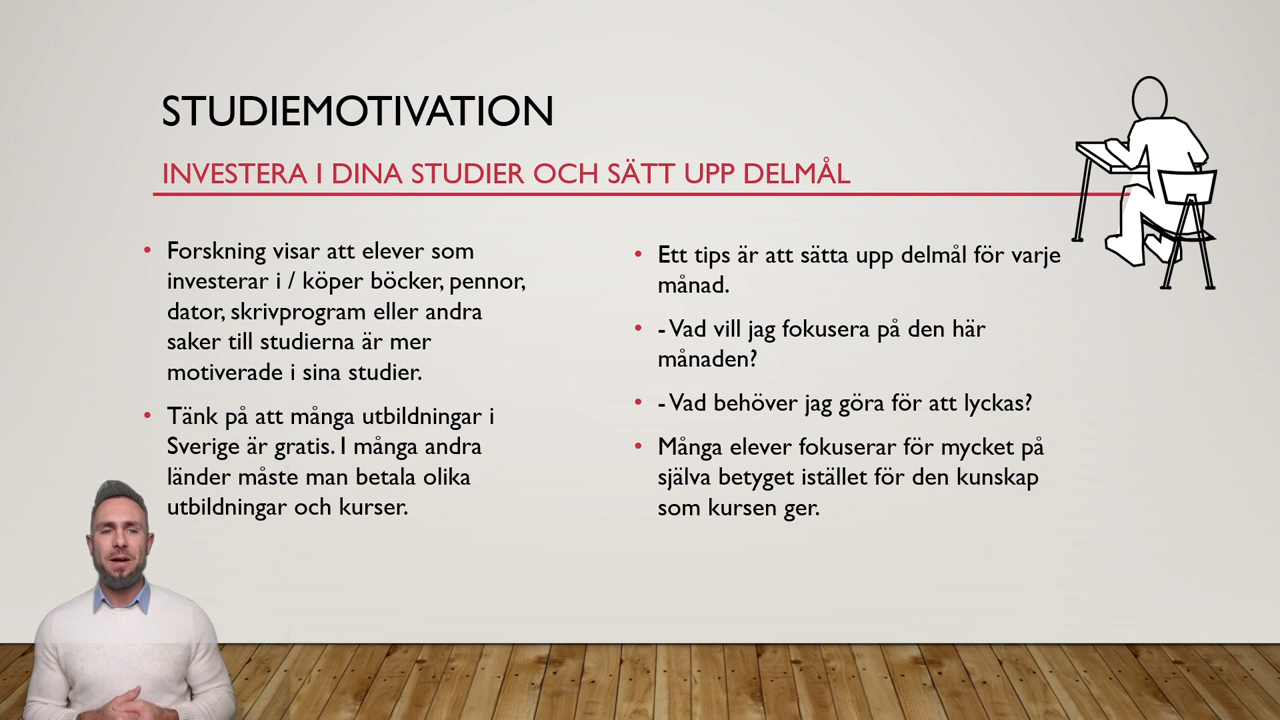 STUDIEMOTIVATION
INVESTERA I DINA STUDIER OCH SÄTT UPP DELMÅL
• Forskning visar att elever som
investerar i / köper böcker, pennor,
dator, skrivprogram eller andra
saker till studierna är mer
motiverade i sina studier.
• Tänk på att många utbildningar i
Sverige är gratis. I många andra
länder måste man betala olika
utbildningar och kurser.
• Ett tips är att sätta upp delmål för varje
månad.
• - Vad vill jag fokusera på den här
månaden?
• - Vad behöver jag göra för att lyckas?
• Många elever fokuserar för mycket på
själva betyget istället för den kunskap
som kursen ger.